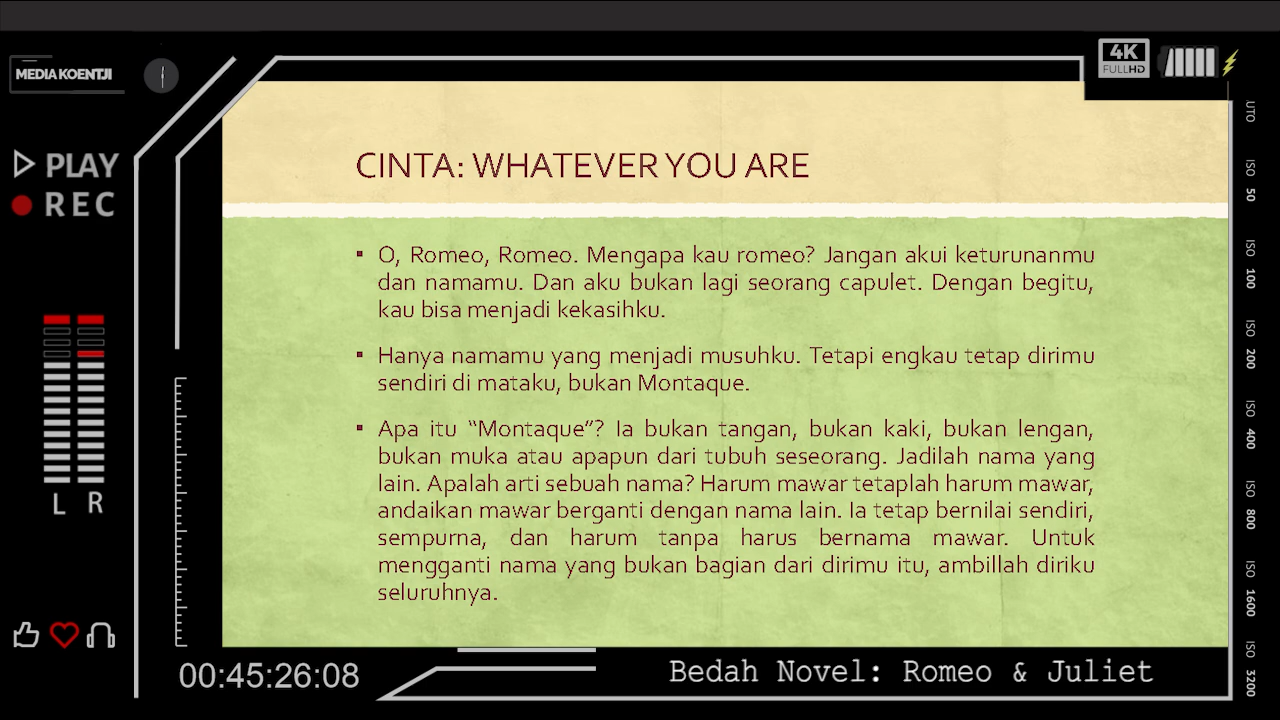 MEDIA KOENTJI
4K
FULLHD
PLAY
REC
CINTA: WHATEVER YOU ARE
▪ O, Romeo, Romeo. Mengapa kau romeo? Jangan akui keturunanmu
dan namamu. Dan aku bukan lagi seorang capulet. Dengan begitu,
kau bisa menjadi kekasihku.
▪ Hanya namamu yang menjadi musuhku. Tetapi engkau tetap dirimu
sendiri di mataku, bukan Montaque.
▪ Apa itu “Montaque”? Ia bukan tangan, bukan kaki, bukan lengan,
bukan muka atau apapun dari tubuh seseorang. Jadilah nama yang
lain. Apalah arti sebuah nama? Harum mawar tetaplah harum mawar,
andaikan mawar berganti dengan nama lain. Ia tetap bernilai sendiri,
sempurna, dan harum tanpa harus bernama mawar. Untuk
mengganti nama yang bukan bagian dari dirimu itu, ambillah diriku
seluruhnya.
L R
UTO
ISO 50
ISO 100
ISO 200
ISO 400
ISO 800
ISO 1600
ISO 3200
00:45:26:08
Bedah Novel: Romeo & Juliet